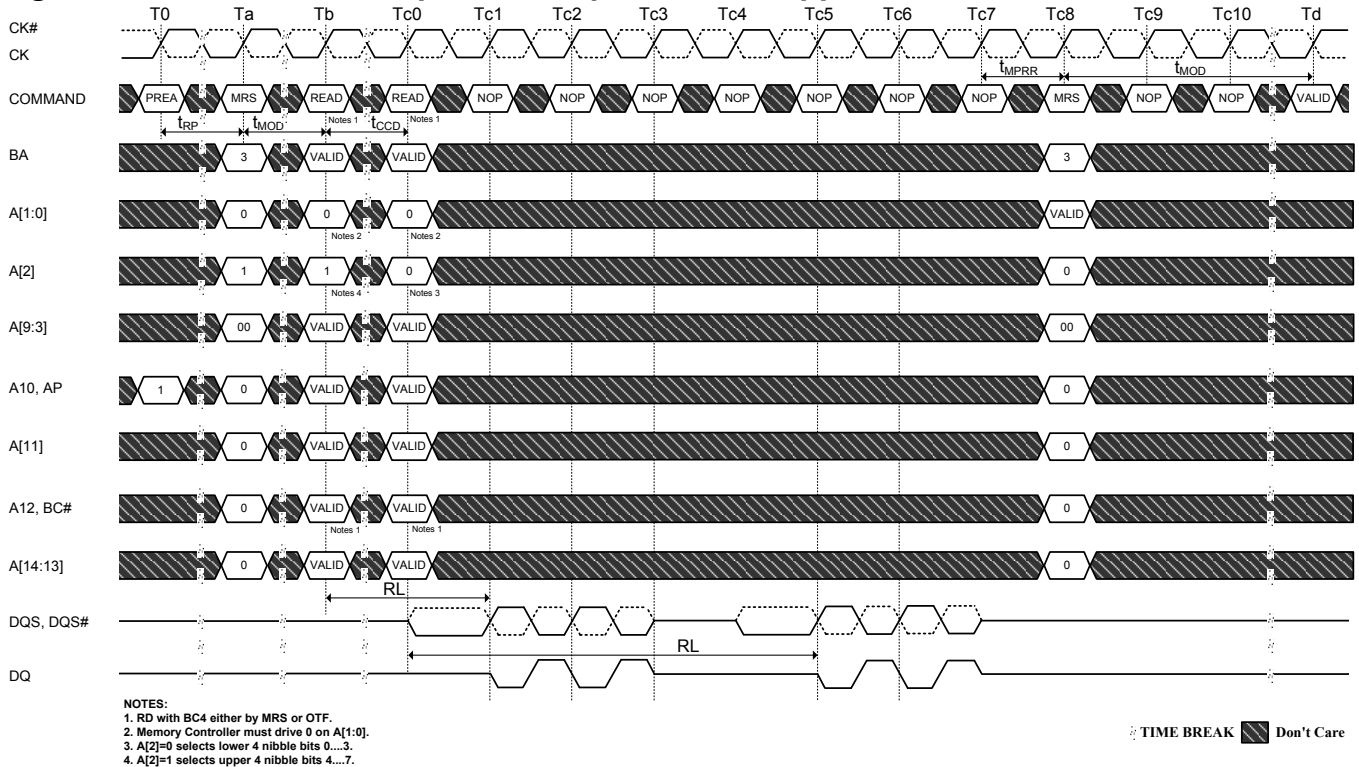 T0 Ta Tb Tc0 Tc1 Tc2 Tc3 Tc4 Tc5 Tc6 Tc7 Tc8 Tc9 Tc10 Td
CK#
CK
tMPRR tMOD
COMMAND PREA MRS READ READ NOP NOP NOP NOP NOP NOP NOP MRS NOP NOP VALID
Notes 1 Notes 1
tRP tMOD tCCD
BA 3 VALID VALID 3
A[1:0] 0 0 0 VALID
Notes 2 Notes 2
A[2] 1 1 0 0
Notes 4 Notes 3
A[9:3] 00 VALID VALID 00
A10, AP 1 0 VALID VALID 0
A[11] 0 VALID VALID 0
A12, BC# 0 VALID VALID 0
Notes 1 Notes 1
A[14:13] 0 VALID VALID 0
RL
DQS, DQS#
RL
DQ
NOTES:
1. RD with BC4 either by MRS or OTF.
2. Memory Controller must drive 0 on A[1:0].
3. A[2]=0 selects lower 4 nibble bits 0....3.
4. A[2]=1 selects upper 4 nibble bits 4....7.
TIME BREAK Don't Care